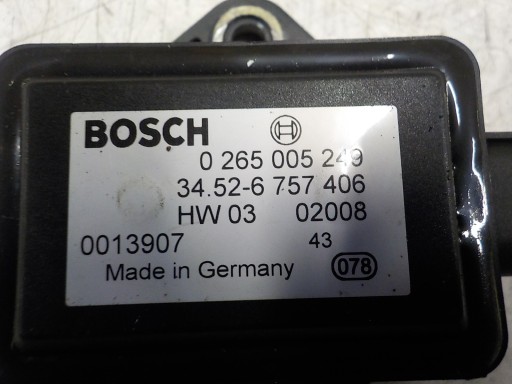 BOSCH
0 265 005 249
34.52-6 757 406
HW 03 02008
0013907 43
Made in Germany 078